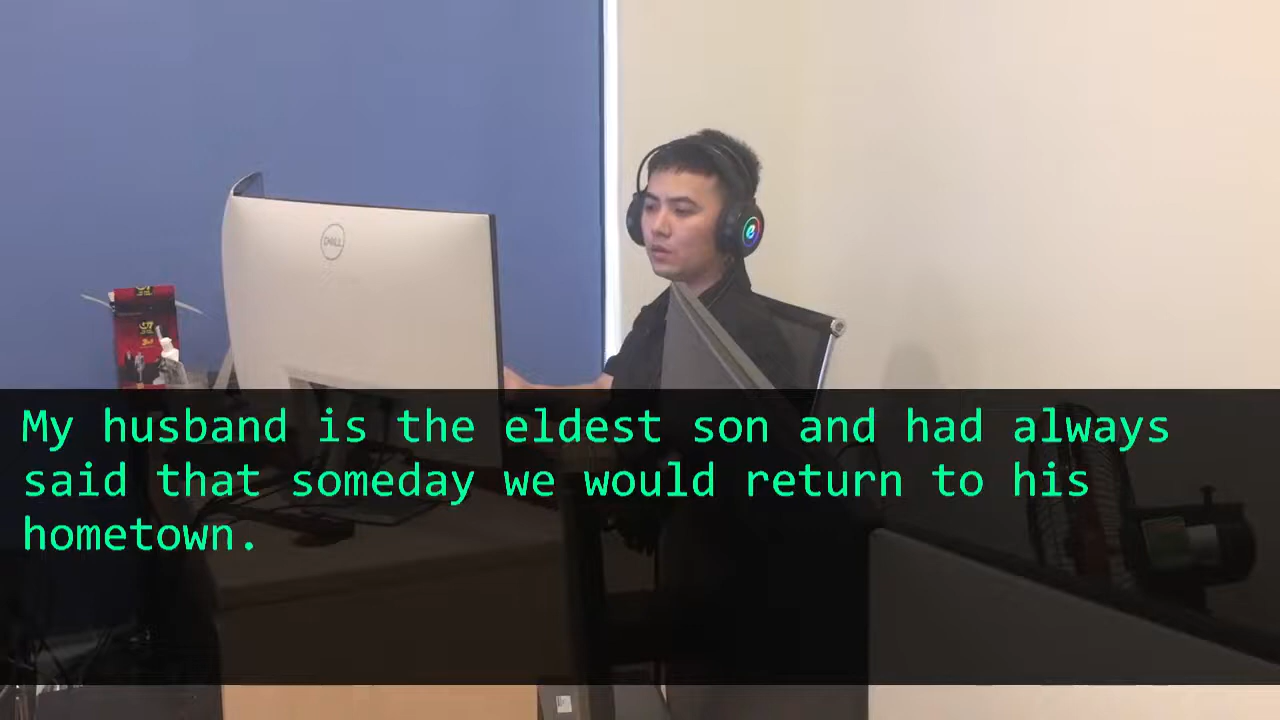 DELL
My husband is the eldest son and had always
said that someday we would return to his
hometown.